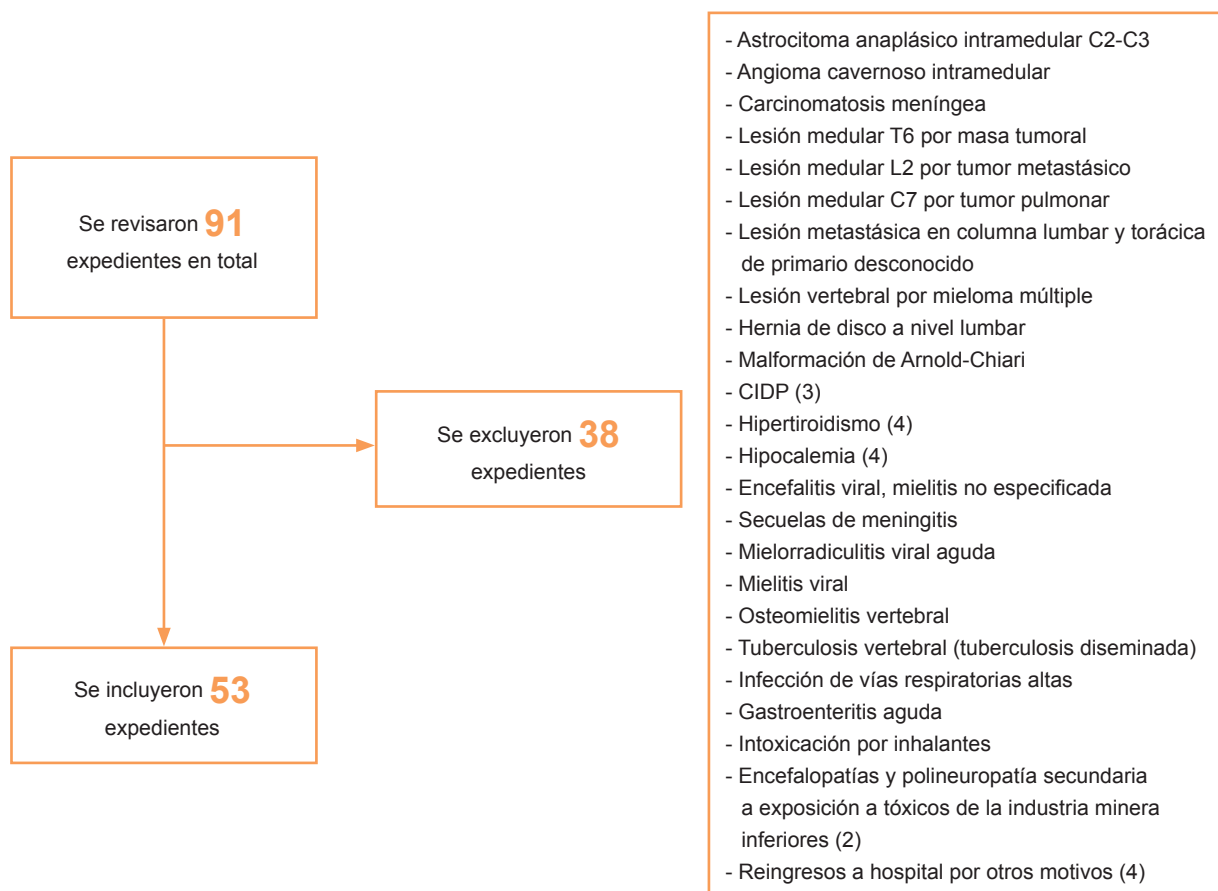 Se revisaron 91
expedientes en total
Se excluyeron 38
expedientes
Se incluyeron 53
expedientes
- Astrocitoma anaplásico intramedular C2-C3
- Angioma cavernoso intramedular
- Carcinomatosis meníngea
- Lesión medular T6 por masa tumoral
- Lesión medular L2 por tumor metastásico
- Lesión medular C7 por tumor pulmonar
- Lesión metastásica en columna lumbar y torácica
de primario desconocido
- Lesión vertebral por mieloma múltiple
- Hernia de disco a nivel lumbar
- Malformación de Arnold-Chiari
- CIDP (3)
- Hipertiroidismo (4)
- Hipocalemia (4)
- Encefalitis viral, mielitis no especificada
- Secuelas de meningitis
- Mielorradiculitis viral aguda
- Mielitis viral
- Osteomielitis vertebral
- Tuberculosis vertebral (tuberculosis diseminada)
- Infección de vías respiratorias altas
- Gastroenteritis aguda
- Intoxicación por inhalantes
- Encefalopatías y polineuropatía secundaria
a exposición a tóxicos de la industria minera
inferiores (2)
- Reingresos a hospital por otros motivos (4)